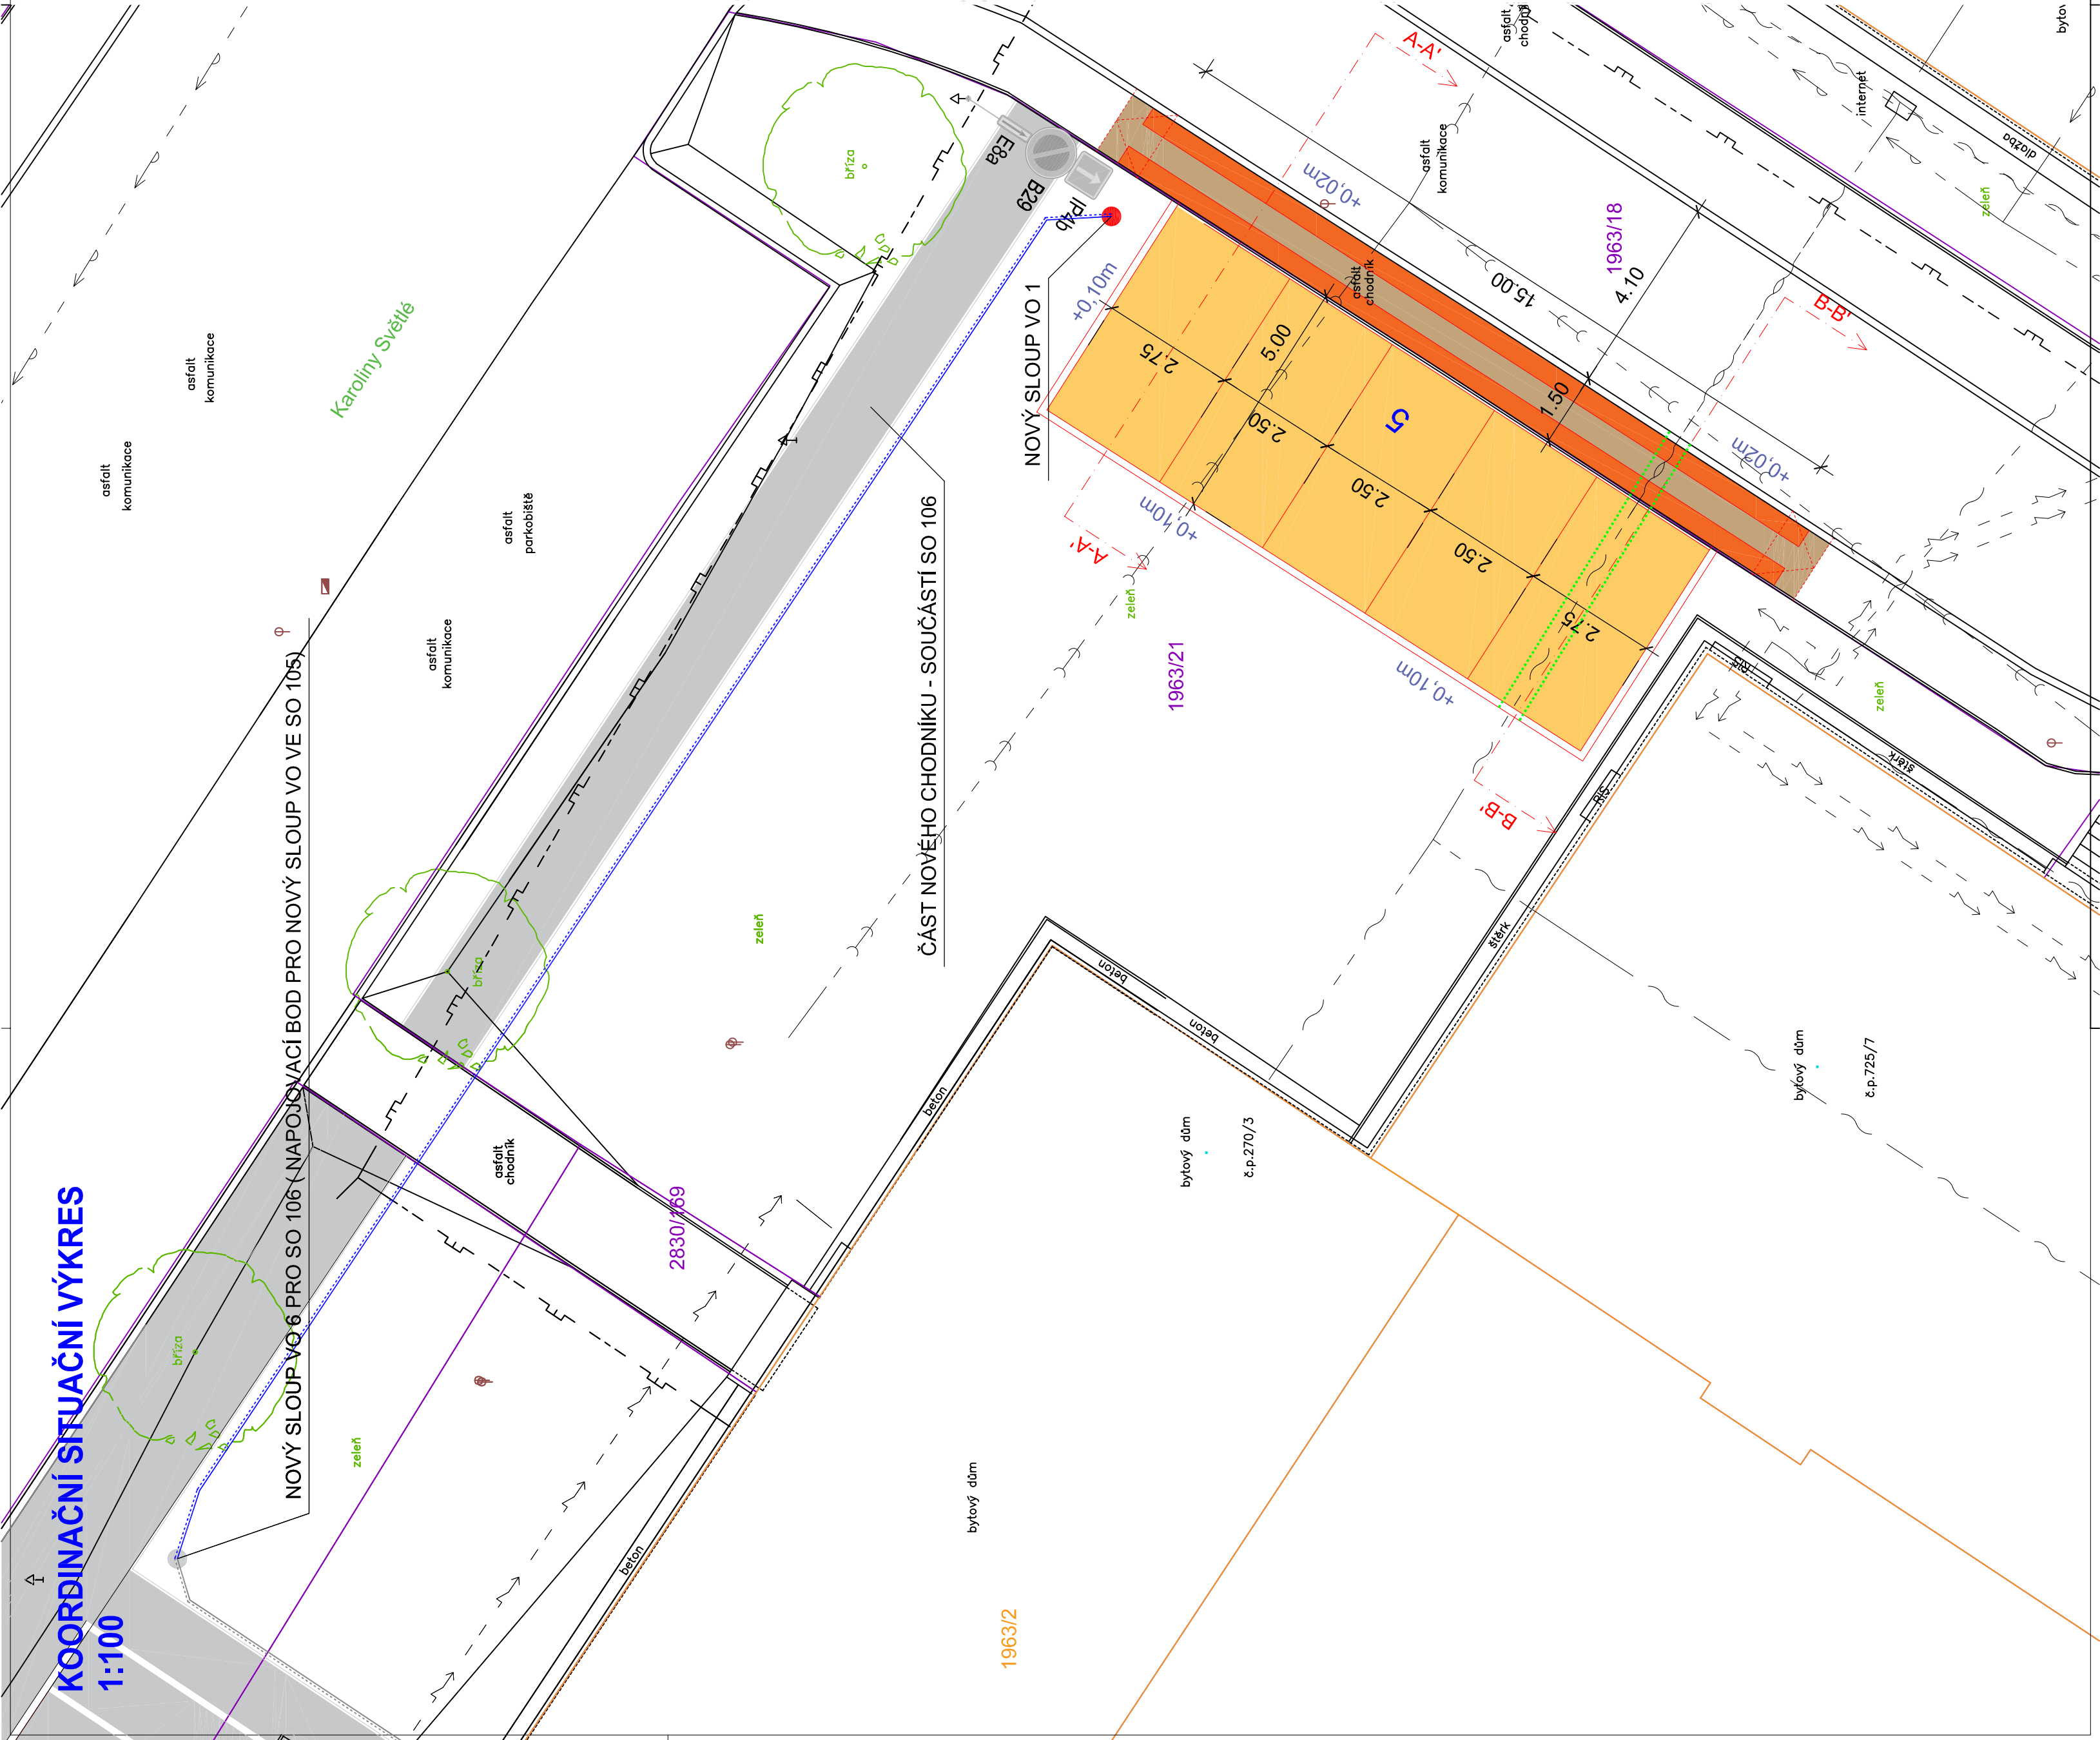 KOORDINAČNÍ SITUAČNÍ VÝKRES
1:100
NOVÝ SLOUP VO 6 PRO SO 106 ( NAPOJOVACÍ BOD PRO NOVÝ SLOUP VO VE SO 105)
ČÁST NOVÉHO CHODNÍKU - SOUČÁSTÍ SO 106
NOVÝ SLOUP VO 1
Karoliny Světlé
asfalt
komunikace
asfalt
komunikace
asfalt
parkobiště
asfalt
komunikace
bříza
bříza
bříza
E8a
B29
IP4b
+0,10m
+0,10m
+0,10m
+0,02m
+0,02m
A-A'
A-A'
B-B'
B-B'
2.75
2.50
2.50
2.50
2.75
5.00
5
1.50
15.00
4.10
asfalt
chodník
asfalt
komunikace
asfalt
chodník
internet
dlažba
zeleň
1963/18
1963/21
zeleň
zeleň
zeleň
zeleň
RIS
RIS
štěrk
štěrk
beton
beton
beton
beton
asfalt
chodník
2830/169
bytový dům
č.p.270/3
bytový dům
č.p.725/7
bytový dům
1963/2